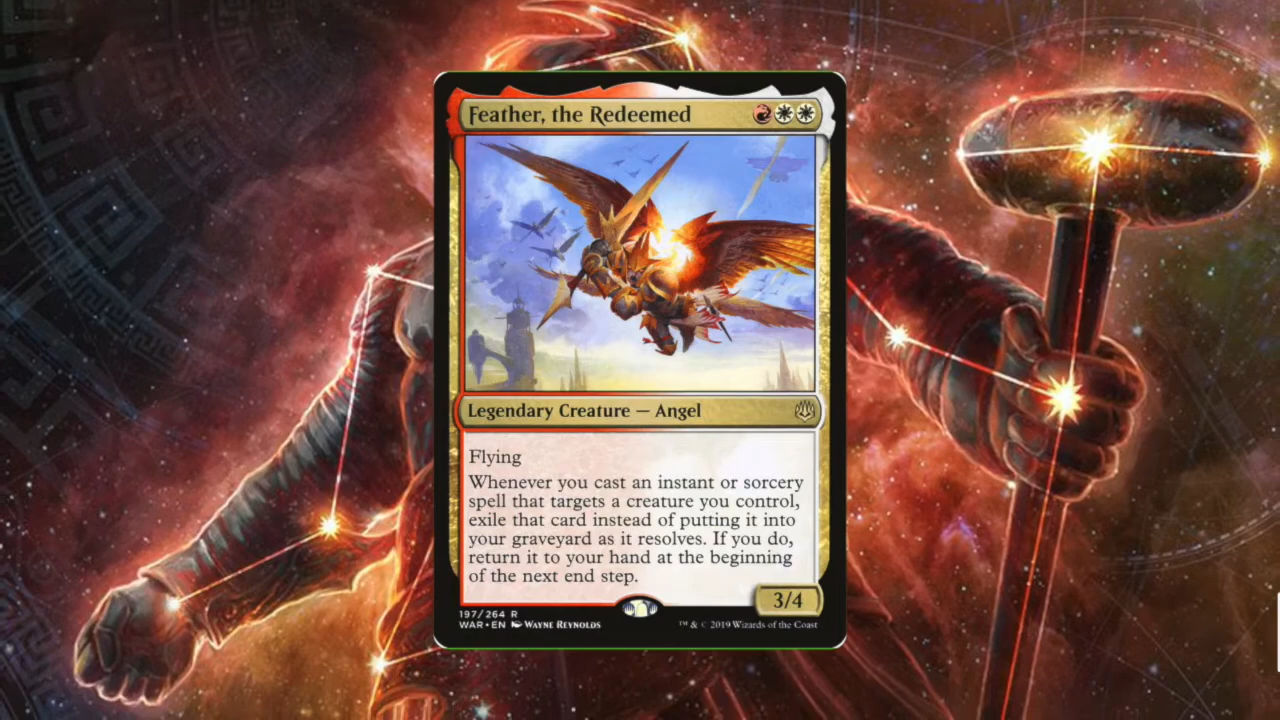 Feather, the Redeemed
Legendary Creature — Angel
Flying
Whenever you cast an instant or sorcery
spell that targets a creature you control,
exile that card instead of putting it into
your graveyard as it resolves. If you do,
return it to your hand at the beginning
of the next end step.
3/4
197/264 R
WAR • EN Wayne Reynolds
™ & © 2019 Wizards of the Coast